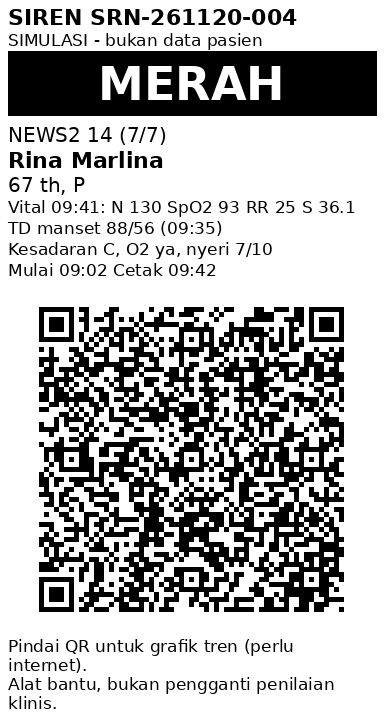 SIREN SRN-261120-004
SIMULASI - bukan data pasien
MERAH
NEWS2 14 (7/7)
Rina Marlina
67 th, P
Vital 09:41: N 130 SpO2 93 RR 25 S 36.1
TD manset 88/56 (09:35)
Kesadaran C, O2 ya, nyeri 7/10
Mulai 09:02 Cetak 09:42
Pindai QR untuk grafik tren (perlu
internet).
Alat bantu, bukan pengganti penilaian
klinis.